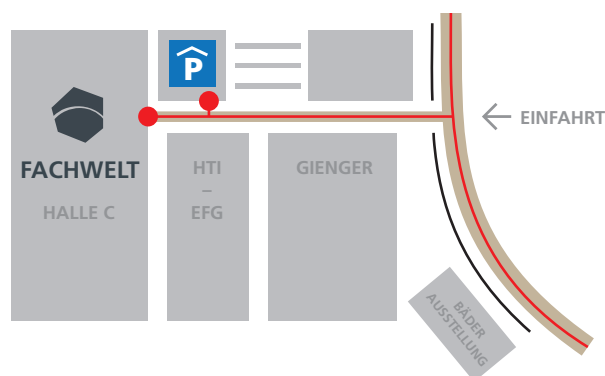 P
EINFAHRT
FACHWELT
HALLE C
HTI
–
EFG
GIENGER
BÄDER
AUSSTELLUNG